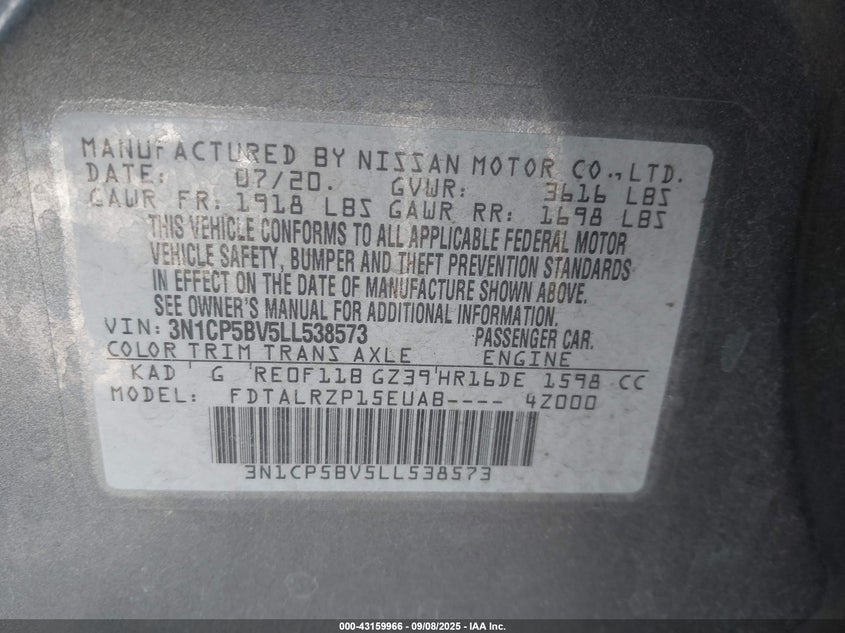 MANUFACTURED BY NISSAN MOTOR CO., LTD.
DATE: 07/20. GVWR: 3616 LBS
GAWR FR: 1918 LBS GAWR RR: 1698 LBS
THIS VEHICLE CONFORMS TO ALL APPLICABLE FEDERAL MOTOR
VEHICLE SAFETY, BUMPER AND THEFT PREVENTION STANDARDS
IN EFFECT ON THE DATE OF MANUFACTURE SHOWN ABOVE.
SEE OWNER'S MANUAL FOR ADDITIONAL INFORMATION.
VIN: 3N1CP5BV5LL538573 PASSENGER CAR.
COLOR TRIM TRANS AXLE ENGINE
KAD G RE0F11B GZ39 HR16DE 1598 CC
MODEL: FDTALRZP15EUAB---- 4Z000
3N1CP5BV5LL538573
000-43159966 - 09/08/2025 - IAA Inc.